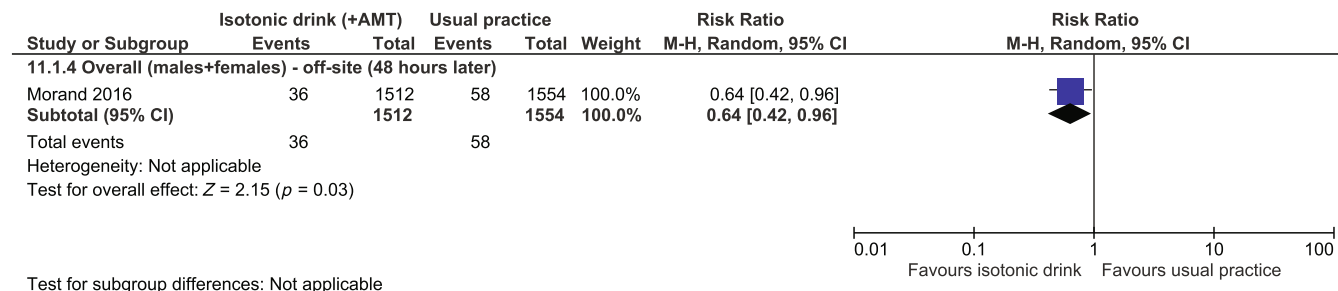 Isotonic drink (+AMT) Usual practice Risk Ratio Risk Ratio
Study or Subgroup Events Total Events Total Weight M-H, Random, 95% CI M-H, Random, 95% CI
11.1.4 Overall (males+females) - off-site (48 hours later)
Morand 2016 36 1512 58 1554 100.0% 0.64 [0.42, 0.96]
Subtotal (95% CI) 1512 1554 100.0% 0.64 [0.42, 0.96]
Total events 36 58
Heterogeneity: Not applicable
Test for overall effect: Z = 2.15 (p = 0.03)
0.01 0.1 1 10 100
Favours isotonic drink Favours usual practice
Test for subgroup differences: Not applicable